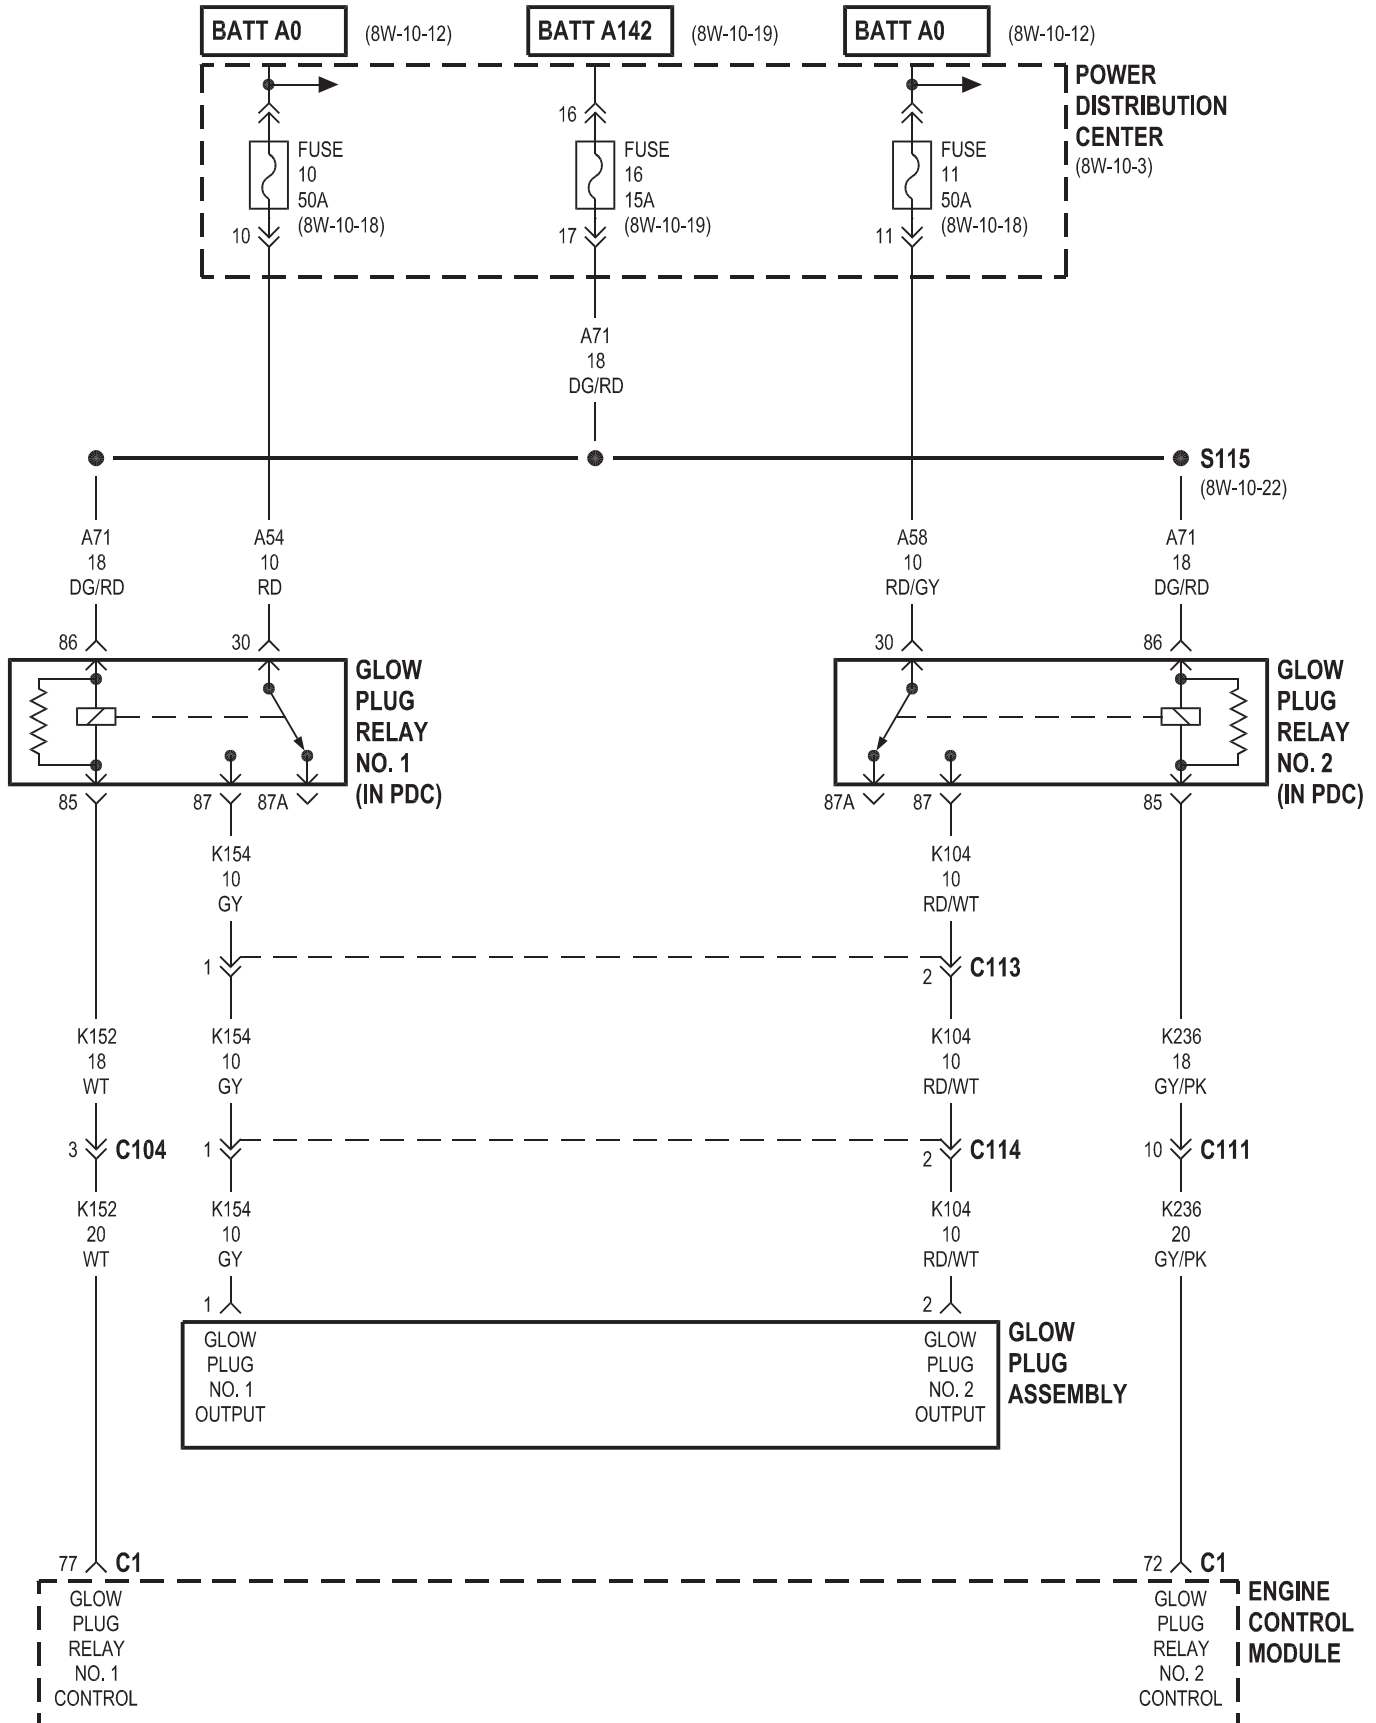 BATT A0
(8W-10-12)
BATT A142
(8W-10-19)
BATT A0
(8W-10-12)
POWER
DISTRIBUTION
CENTER
(8W-10-3)
FUSE
10
50A
(8W-10-18)
10
16
FUSE
16
15A
(8W-10-19)
17
FUSE
11
50A
(8W-10-18)
11
A71
18
DG/RD
S115
(8W-10-22)
A71
18
DG/RD
A54
10
RD
A58
10
RD/GY
A71
18
DG/RD
86
30
30
86
GLOW
PLUG
RELAY
NO. 1
(IN PDC)
GLOW
PLUG
RELAY
NO. 2
(IN PDC)
85
87
87A
87A
87
85
K154
10
GY
K104
10
RD/WT
1
2
C113
K152
18
WT
K154
10
GY
K104
10
RD/WT
K236
18
GY/PK
3
C104
1
2
C114
10
C111
K152
20
WT
K154
10
GY
K104
10
RD/WT
K236
20
GY/PK
1
2
GLOW
PLUG
NO. 1
OUTPUT
GLOW
PLUG
NO. 2
OUTPUT
GLOW
PLUG
ASSEMBLY
77
C1
72
C1
GLOW
PLUG
RELAY
NO. 1
CONTROL
GLOW
PLUG
RELAY
NO. 2
CONTROL
ENGINE
CONTROL
MODULE